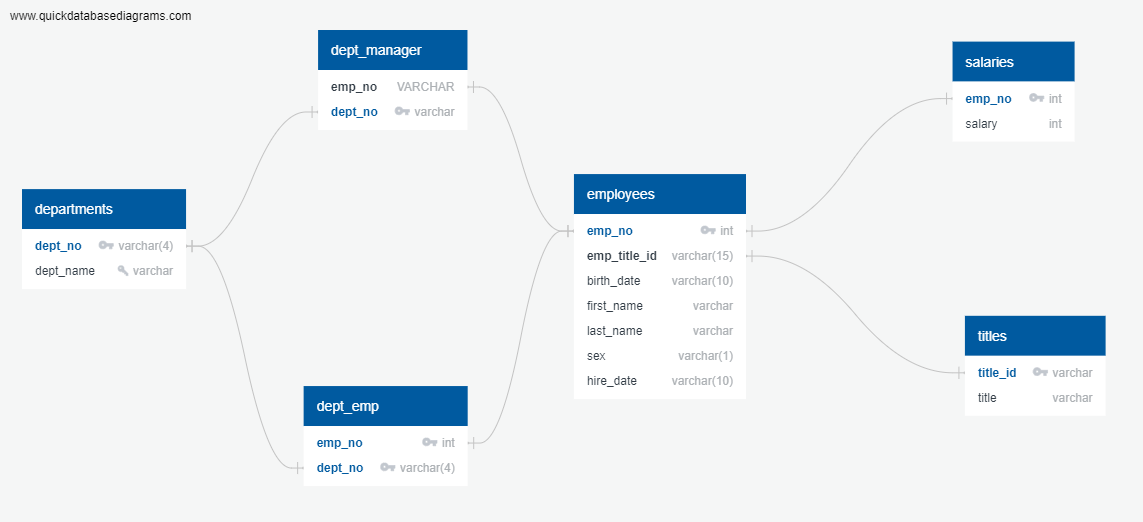 www.quickdatabasediagrams.com
dept_manager
emp_no VARCHAR
dept_no varchar
salaries
emp_no int
salary int
departments
dept_no varchar(4)
dept_name varchar
employees
emp_no int
emp_title_id varchar(15)
birth_date varchar(10)
first_name varchar
last_name varchar
sex varchar(1)
hire_date varchar(10)
titles
title_id varchar
title varchar
dept_emp
emp_no int
dept_no varchar(4)